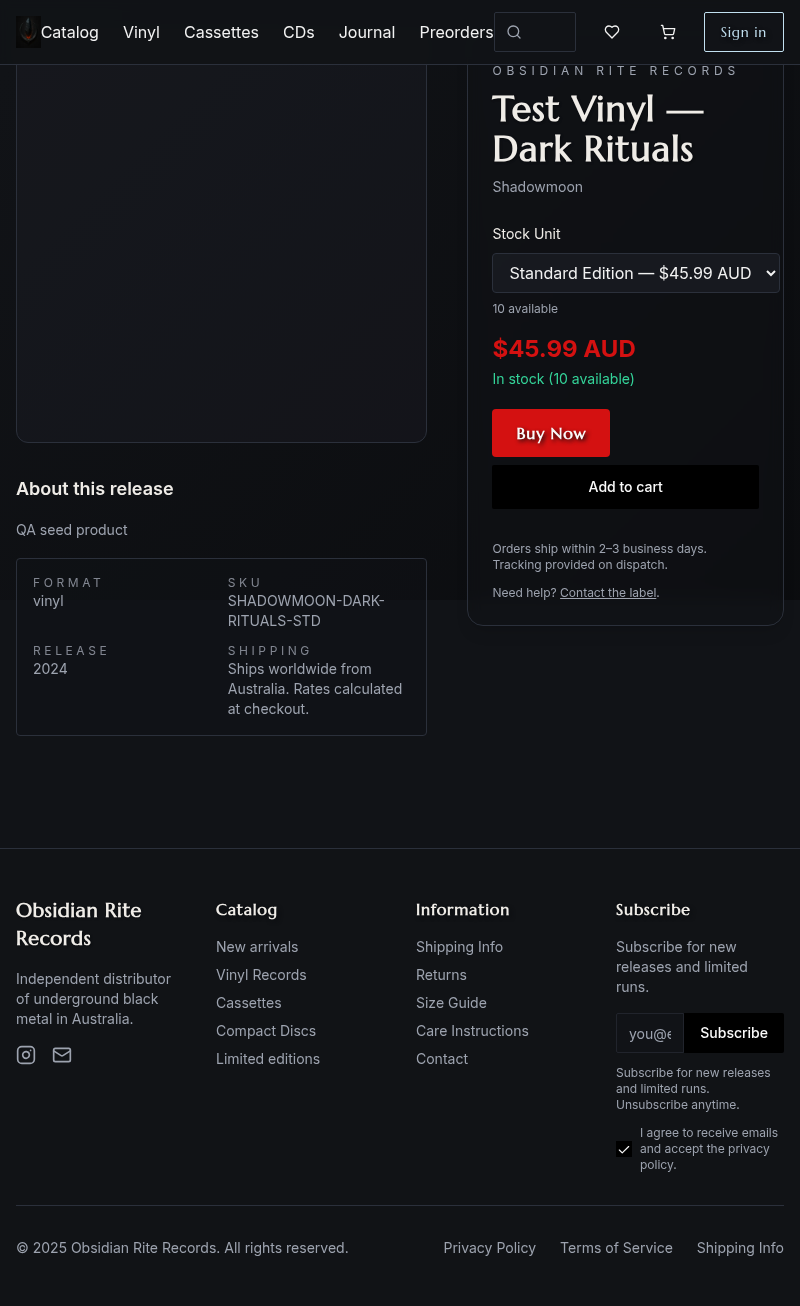 Catalog Vinyl Cassettes CDs Journal Preorders Sign in
OBSIDIAN RITE RECORDS
Test Vinyl —
Dark Rituals
Shadowmoon
Stock Unit
Standard Edition — $45.99 AUD
10 available
$45.99 AUD
In stock (10 available)
Buy Now
Add to cart
Orders ship within 2–3 business days.
Tracking provided on dispatch.
Need help? Contact the label.
About this release
QA seed product
FORMAT
vinyl
SKU
SHADOWMOON-DARK-
RITUALS-STD
RELEASE
2024
SHIPPING
Ships worldwide from
Australia. Rates calculated
at checkout.
Obsidian Rite
Records
Independent distributor
of underground black
metal in Australia.
Catalog
New arrivals
Vinyl Records
Cassettes
Compact Discs
Limited editions
Information
Shipping Info
Returns
Size Guide
Care Instructions
Contact
Subscribe
Subscribe for new
releases and limited
runs.
you@e Subscribe
Subscribe for new releases
and limited runs.
Unsubscribe anytime.
I agree to receive emails
and accept the privacy
policy.
© 2025 Obsidian Rite Records. All rights reserved.
Privacy Policy Terms of Service Shipping Info